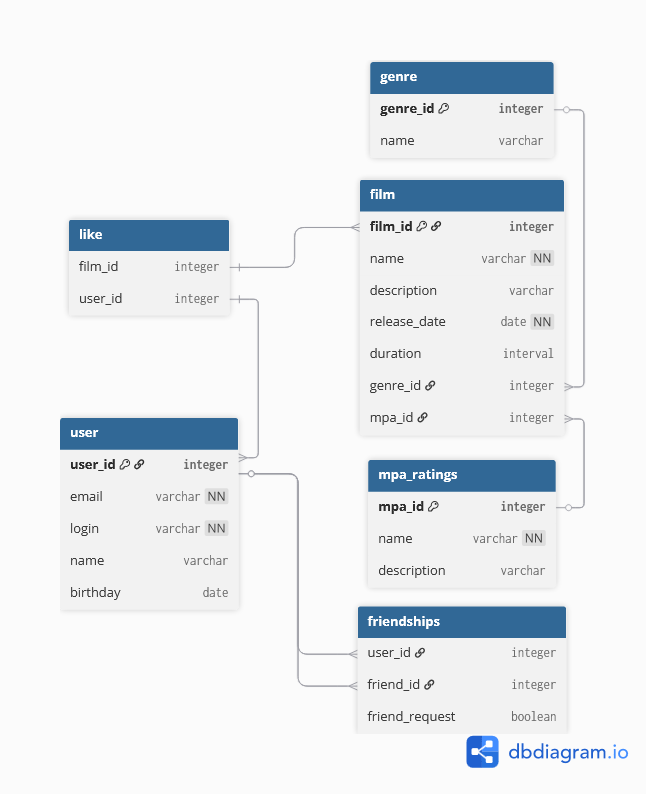 genre
genre_id integer
name varchar
film
film_id integer
name varchar NN
description varchar
release_date date NN
duration interval
genre_id integer
mpa_id integer
like
film_id integer
user_id integer
user
user_id integer
email varchar NN
login varchar NN
name varchar
birthday date
mpa_ratings
mpa_id integer
name varchar NN
description varchar
friendships
user_id integer
friend_id integer
friend_request boolean
dbdiagram.io